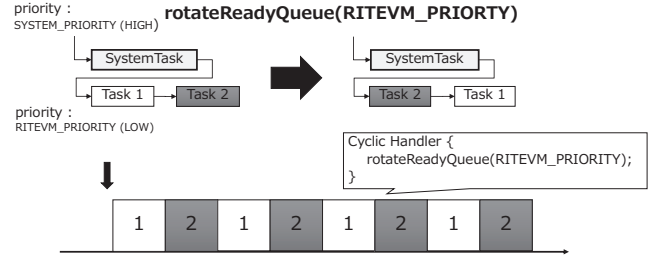 priority :
SYSTEM_PRIORITY (HIGH)
rotateReadyQueue(RITEVM_PRIORTY)
SystemTask
Task 1
Task 2
SystemTask
Task 2
Task 1
priority :
RITEVM_PRIORITY (LOW)
Cyclic Handler {
rotateReadyQueue(RITEVM_PRIORITY);
}
1 2 1 2 1 2 1 2